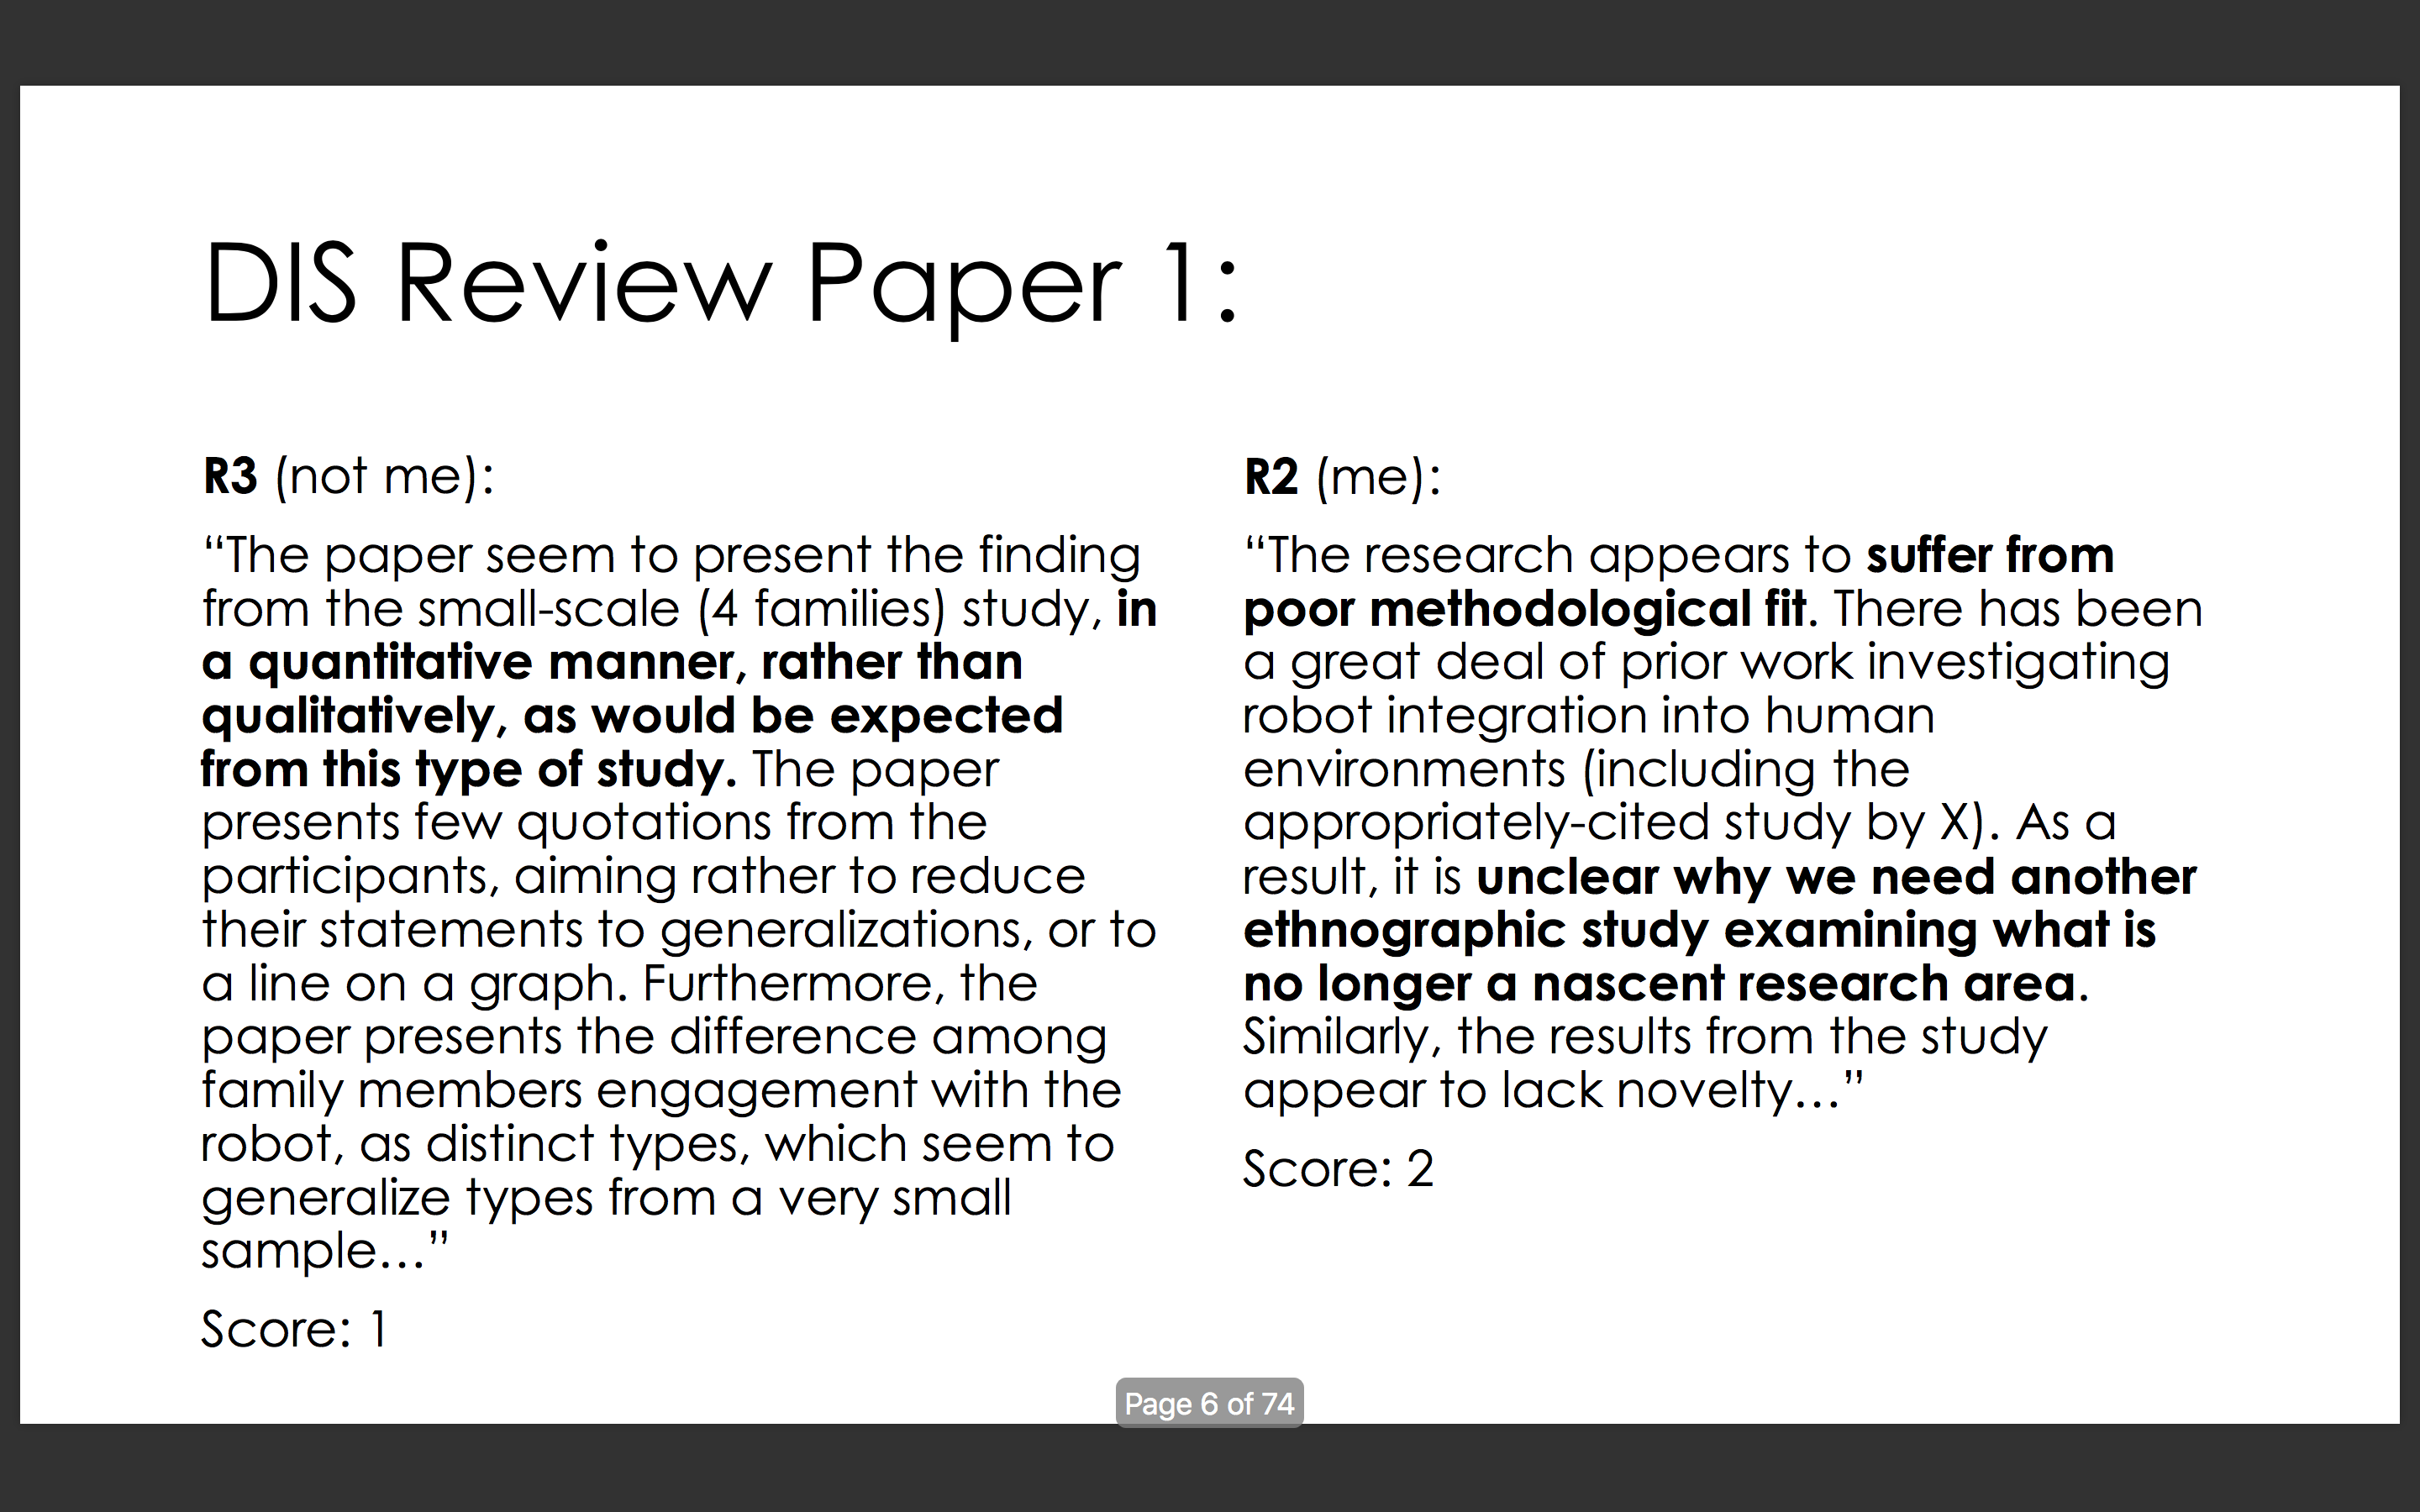 DIS Review Paper 1:
R3 (not me):
“The paper seem to present the finding
from the small-scale (4 families) study, in
a quantitative manner, rather than
qualitatively, as would be expected
from this type of study. The paper
presents few quotations from the
participants, aiming rather to reduce
their statements to generalizations, or to
a line on a graph. Furthermore, the
paper presents the difference among
family members engagement with the
robot, as distinct types, which seem to
generalize types from a very small
sample…”
Score: 1
R2 (me):
“The research appears to suffer from
poor methodological fit. There has been
a great deal of prior work investigating
robot integration into human
environments (including the
appropriately-cited study by X). As a
result, it is unclear why we need another
ethnographic study examining what is
no longer a nascent research area.
Similarly, the results from the study
appear to lack novelty…”
Score: 2
Page 6 of 74